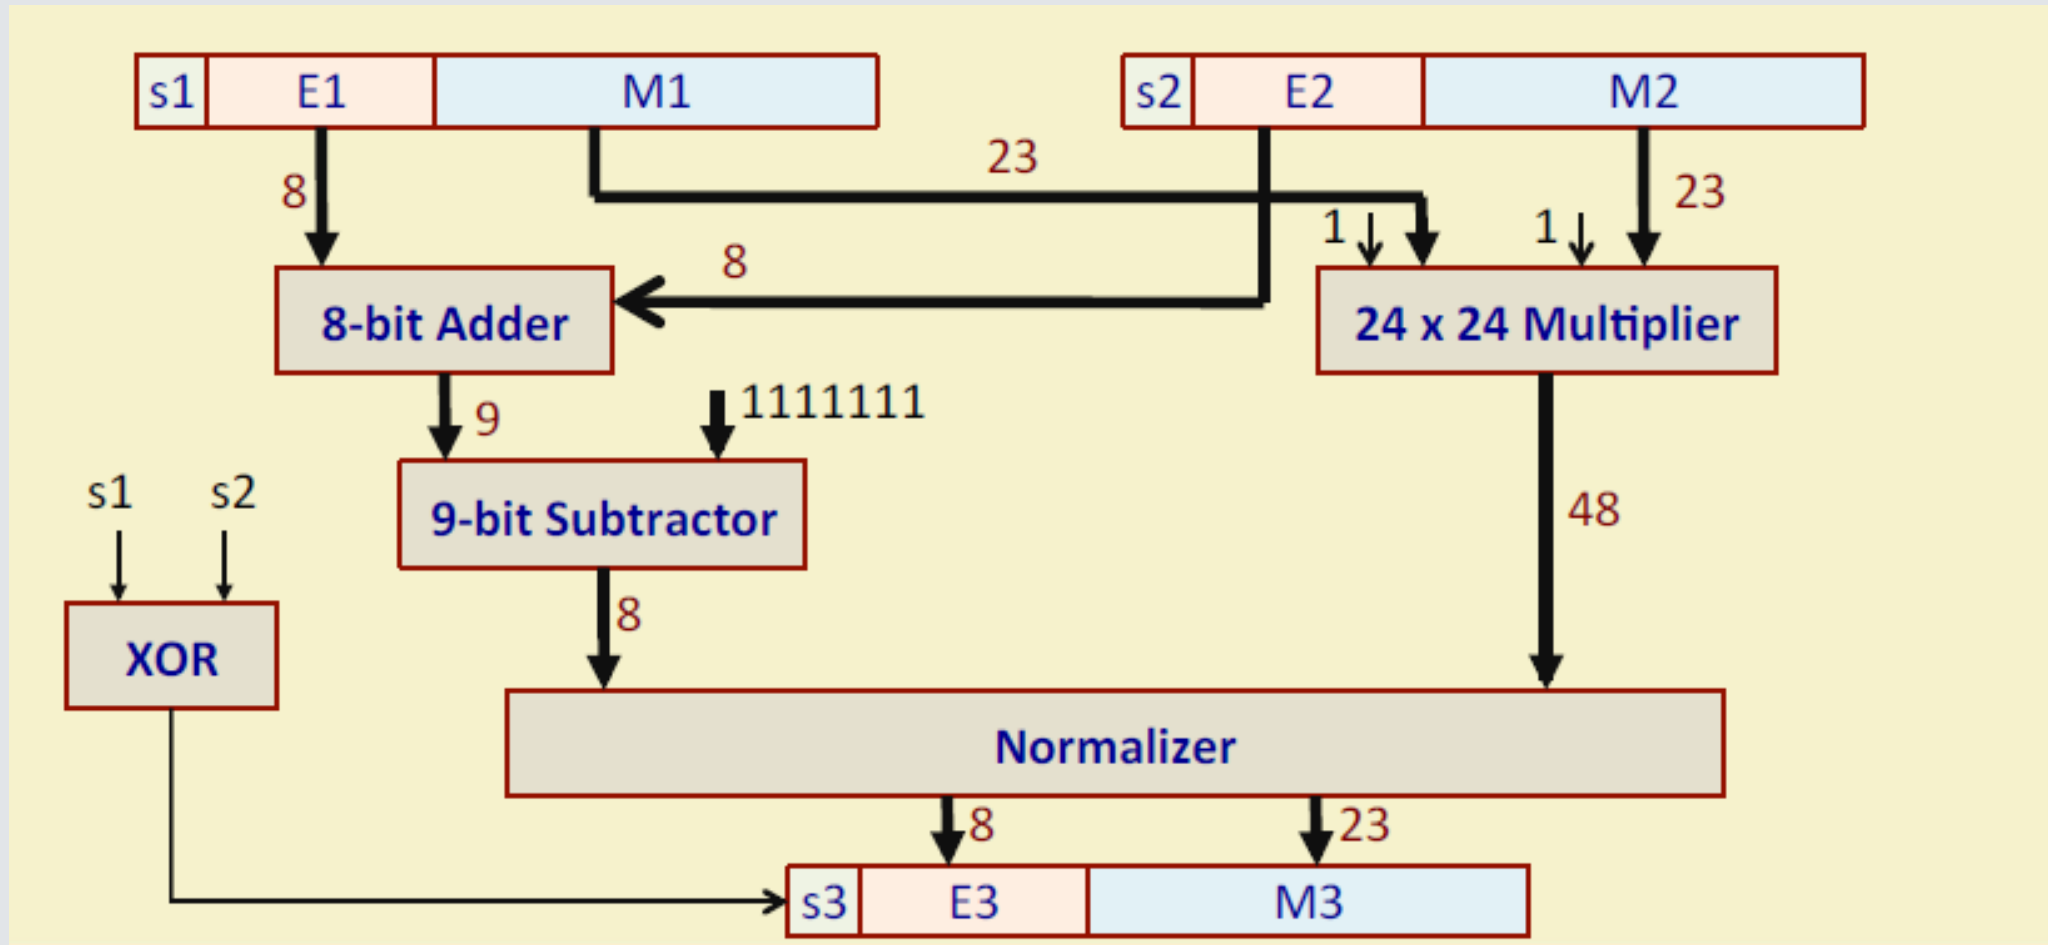 s1 E1 M1 s2 E2 M2
23
8 1 1 23
8
8-bit Adder 24 x 24 Multiplier
9 1111111
s1 s2 9-bit Subtractor 48
8
XOR
Normalizer
8 23
s3 E3 M3